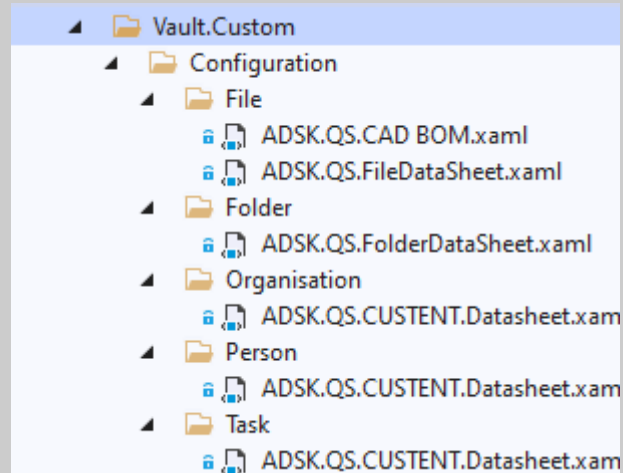 Vault.Custom
Configuration
File
ADSK.QS.CAD BOM.xaml
ADSK.QS.FileDataSheet.xaml
Folder
ADSK.QS.FolderDataSheet.xaml
Organisation
ADSK.QS.CUSTENT.Datasheet.xam
Person
ADSK.QS.CUSTENT.Datasheet.xam
Task
ADSK.QS.CUSTENT.Datasheet.xam